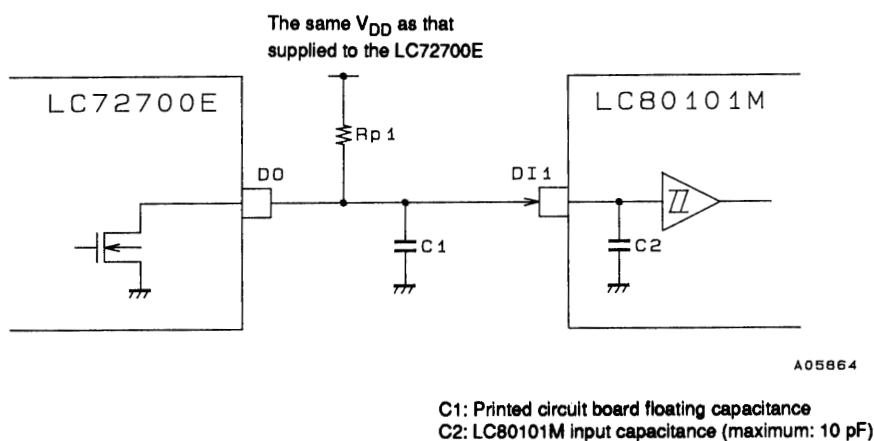 The same VDD as that
supplied to the LC72700E
LC72700E
LC80101M
Rp1
DO
DI1
C1
C2
A05864
C1: Printed circuit board floating capacitance
C2: LC80101M input capacitance (maximum: 10 pF)